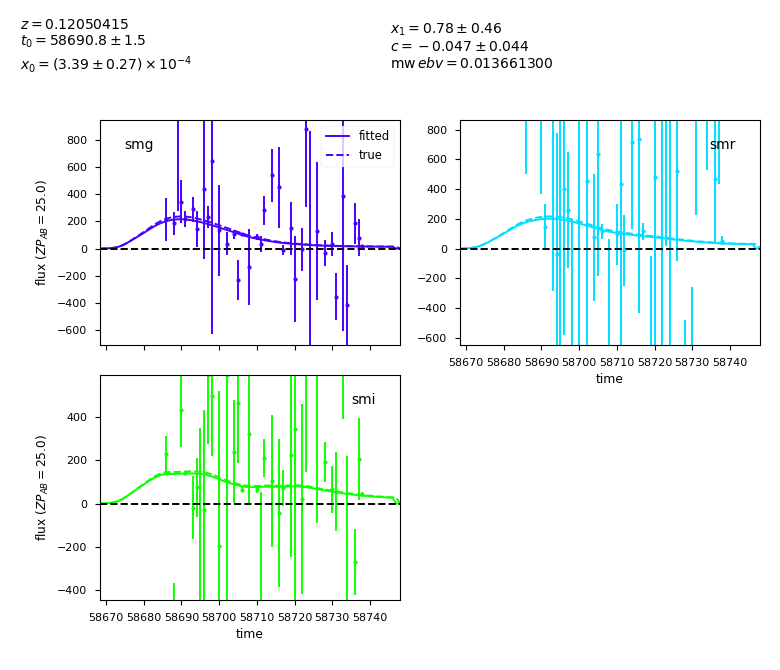 z = 0.12050415
t₀ = 58690.8 ± 1.5
x₀ = (3.39 ± 0.27) × 10⁻⁴
x₁ = 0.78 ± 0.46
c = −0.047 ± 0.044
mw ebv = 0.013661300
smg
fitted
true
800
600
400
200
0
−200
−400
−600
flux (ZP_AB = 25.0)
smr
800
600
400
200
0
−200
−400
−600
58670 58680 58690 58700 58710 58720 58730 58740
time
smi
400
200
0
−200
−400
flux (ZP_AB = 25.0)
58670 58680 58690 58700 58710 58720 58730 58740
time